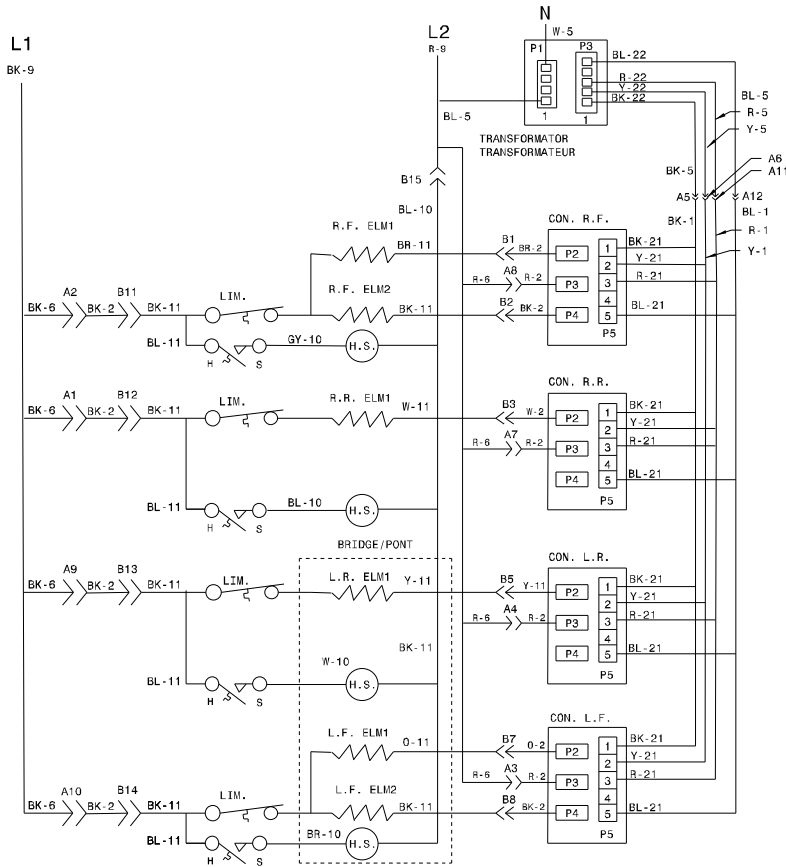 L1
BK-9
L2
R-9
N
W-5
P1
P3
BL-22
R-22
Y-22
BK-22
1
1
BL-5
TRANSFORMATOR
TRANSFORMATEUR
BL-5
R-5
Y-5
BK-5
A6
A11
A5
A12
BK-1
BL-1
R-1
Y-1
B15
BL-10
R.F. ELM1
BR-11
B1
BR-2
CON. R.F.
P2
1
BK-21
2
Y-21
R-6
A8
R-2
P3
3
R-21
4
A2
B11
LIM.
R.F. ELM2
BK-6
BK-2
BK-11
BK-11
B2
BK-2
P4
5
BL-21
P5
BL-11
H
S
GY-10
H.S.
CON. R.R.
A1
B12
LIM.
R.R. ELM1
BK-6
BK-2
BK-11
W-11
B3
W-2
P2
1
BK-21
2
Y-21
R-6
A7
R-2
P3
3
R-21
4
P4
5
BL-21
P5
BL-11
H
S
BL-10
H.S.
BRIDGE/PONT
CON. L.R.
A9
B13
LIM.
L.R. ELM1
BK-6
BK-2
BK-11
Y-11
B5
Y-11
P2
1
BK-21
2
Y-21
R-6
A4
R-2
P3
3
R-21
4
BK-11
P4
5
BL-21
P5
W-10
BL-11
H
S
H.S.
CON. L.F.
L.F. ELM1
O-11
B7
O-2
P2
1
BK-21
2
Y-21
R-6
A3
R-2
P3
3
R-21
4
A10
B14
LIM.
L.F. ELM2
BK-6
BK-2
BK-11
BK-11
B8
BK-2
P4
5
BL-21
P5
BL-11
H
S
BR-10
H.S.